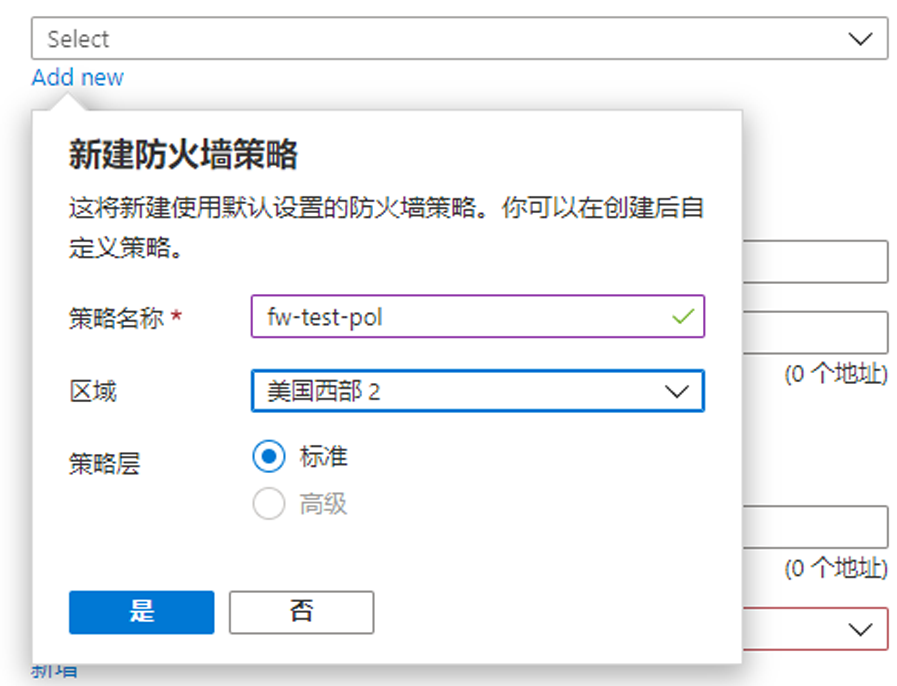 Select
Add new
新建防火墙策略
这将新建使用默认设置的防火墙策略。你可以在创建后自
定义策略。
策略名称 *
fw-test-pol
区域
美国西部 2
(0 个地址)
策略层
标准
高级
(0 个地址)
是
否
新增